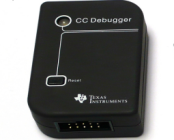 CC Debugger
Reset
TEXAS
INSTRUMENTS